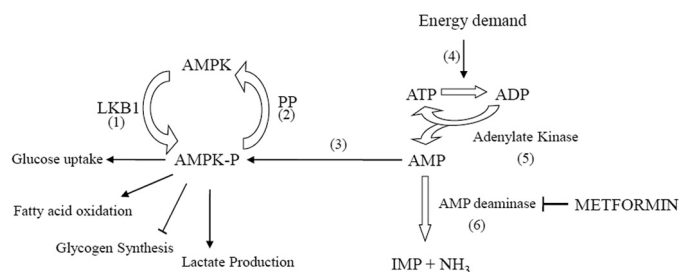 Energy demand
(4)
AMPK
LKB1
(1)
PP
(2)
ATP
ADP
Adenylate Kinase
(5)
Glucose uptake
AMPK-P
(3)
AMP
Fatty acid oxidation
AMP deaminase
(6)
METFORMIN
Glycogen Synthesis
Lactate Production
IMP + NH3